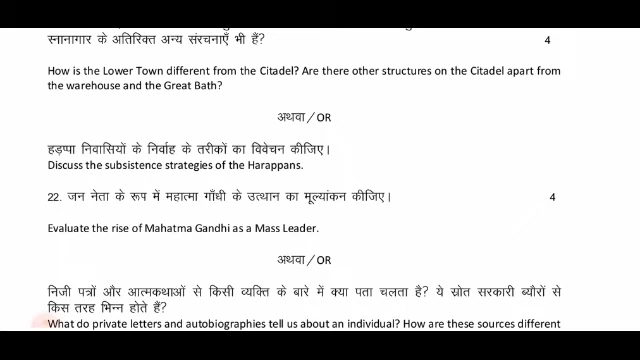 स्नानागार के अतिरिक्त अन्य संरचनाएँ भी हैं? 4
How is the Lower Town different from the Citadel? Are there other structures on the Citadel apart from
the warehouse and the Great Bath?
अथवा/OR
हड़प्पा निवासियों के निर्वाह के तरीकों का विवेचन कीजिए।
Discuss the subsistence strategies of the Harappans.
22. जन नेता के रूप में महात्मा गाँधी के उत्थान का मूल्यांकन कीजिए। 4
Evaluate the rise of Mahatma Gandhi as a Mass Leader.
अथवा/OR
निजी पत्रों और आत्मकथाओं से किसी व्यक्ति के बारे में क्या पता चलता है? ये स्रोत सरकारी ब्यौरों से
किस तरह भिन्न होते हैं?
What do private letters and autobiographies tell us about an individual? How are these sources different